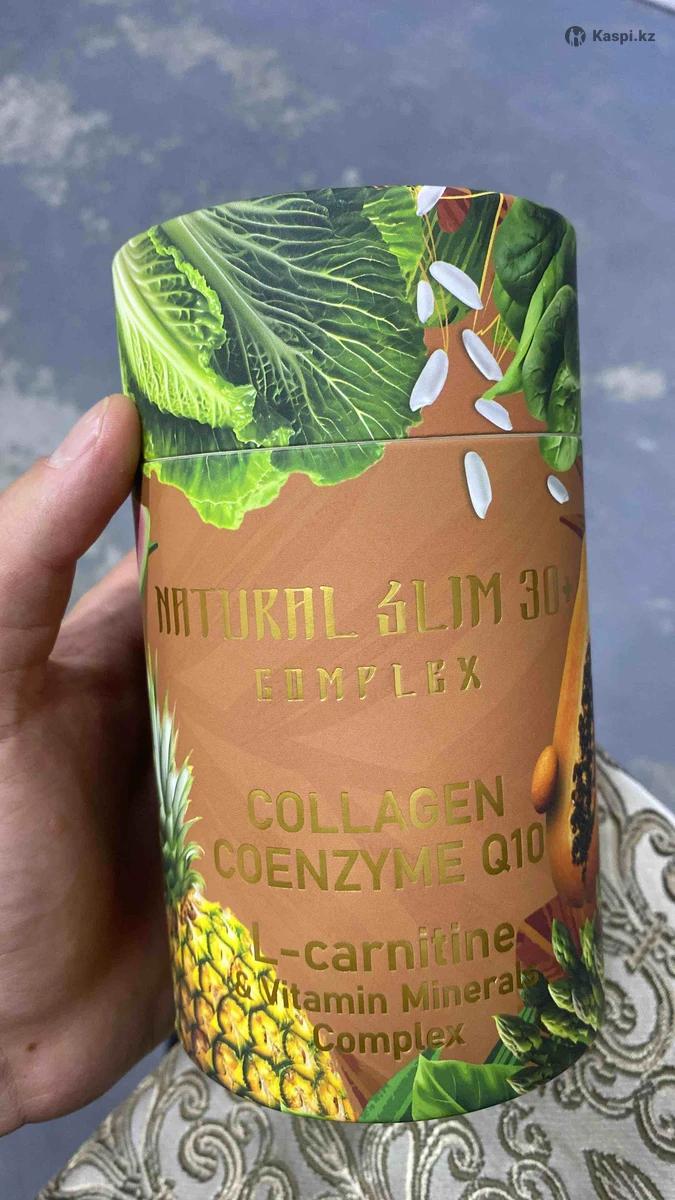 Kaspi.kz
NATURAL SLIM 30+
COMPLEX
COLLAGEN
COENZYME Q10
L-carnitine
& Vitamin Minerals
Complex